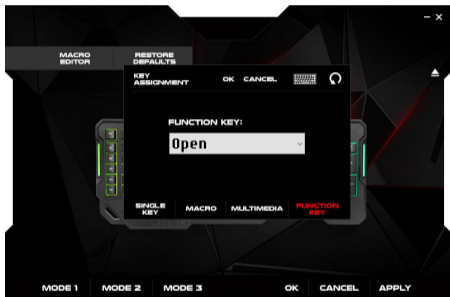 MACRO EDITOR
RESTORE DEFAULTS
KEY ASSIGNMENT
OK
CANCEL
FUNCTION KEY:
Open
SINGLE KEY
MACRO
MULTIMEDIA
FUNCTION KEY
MODE 1
MODE 2
MODE 3
OK
CANCEL
APPLY